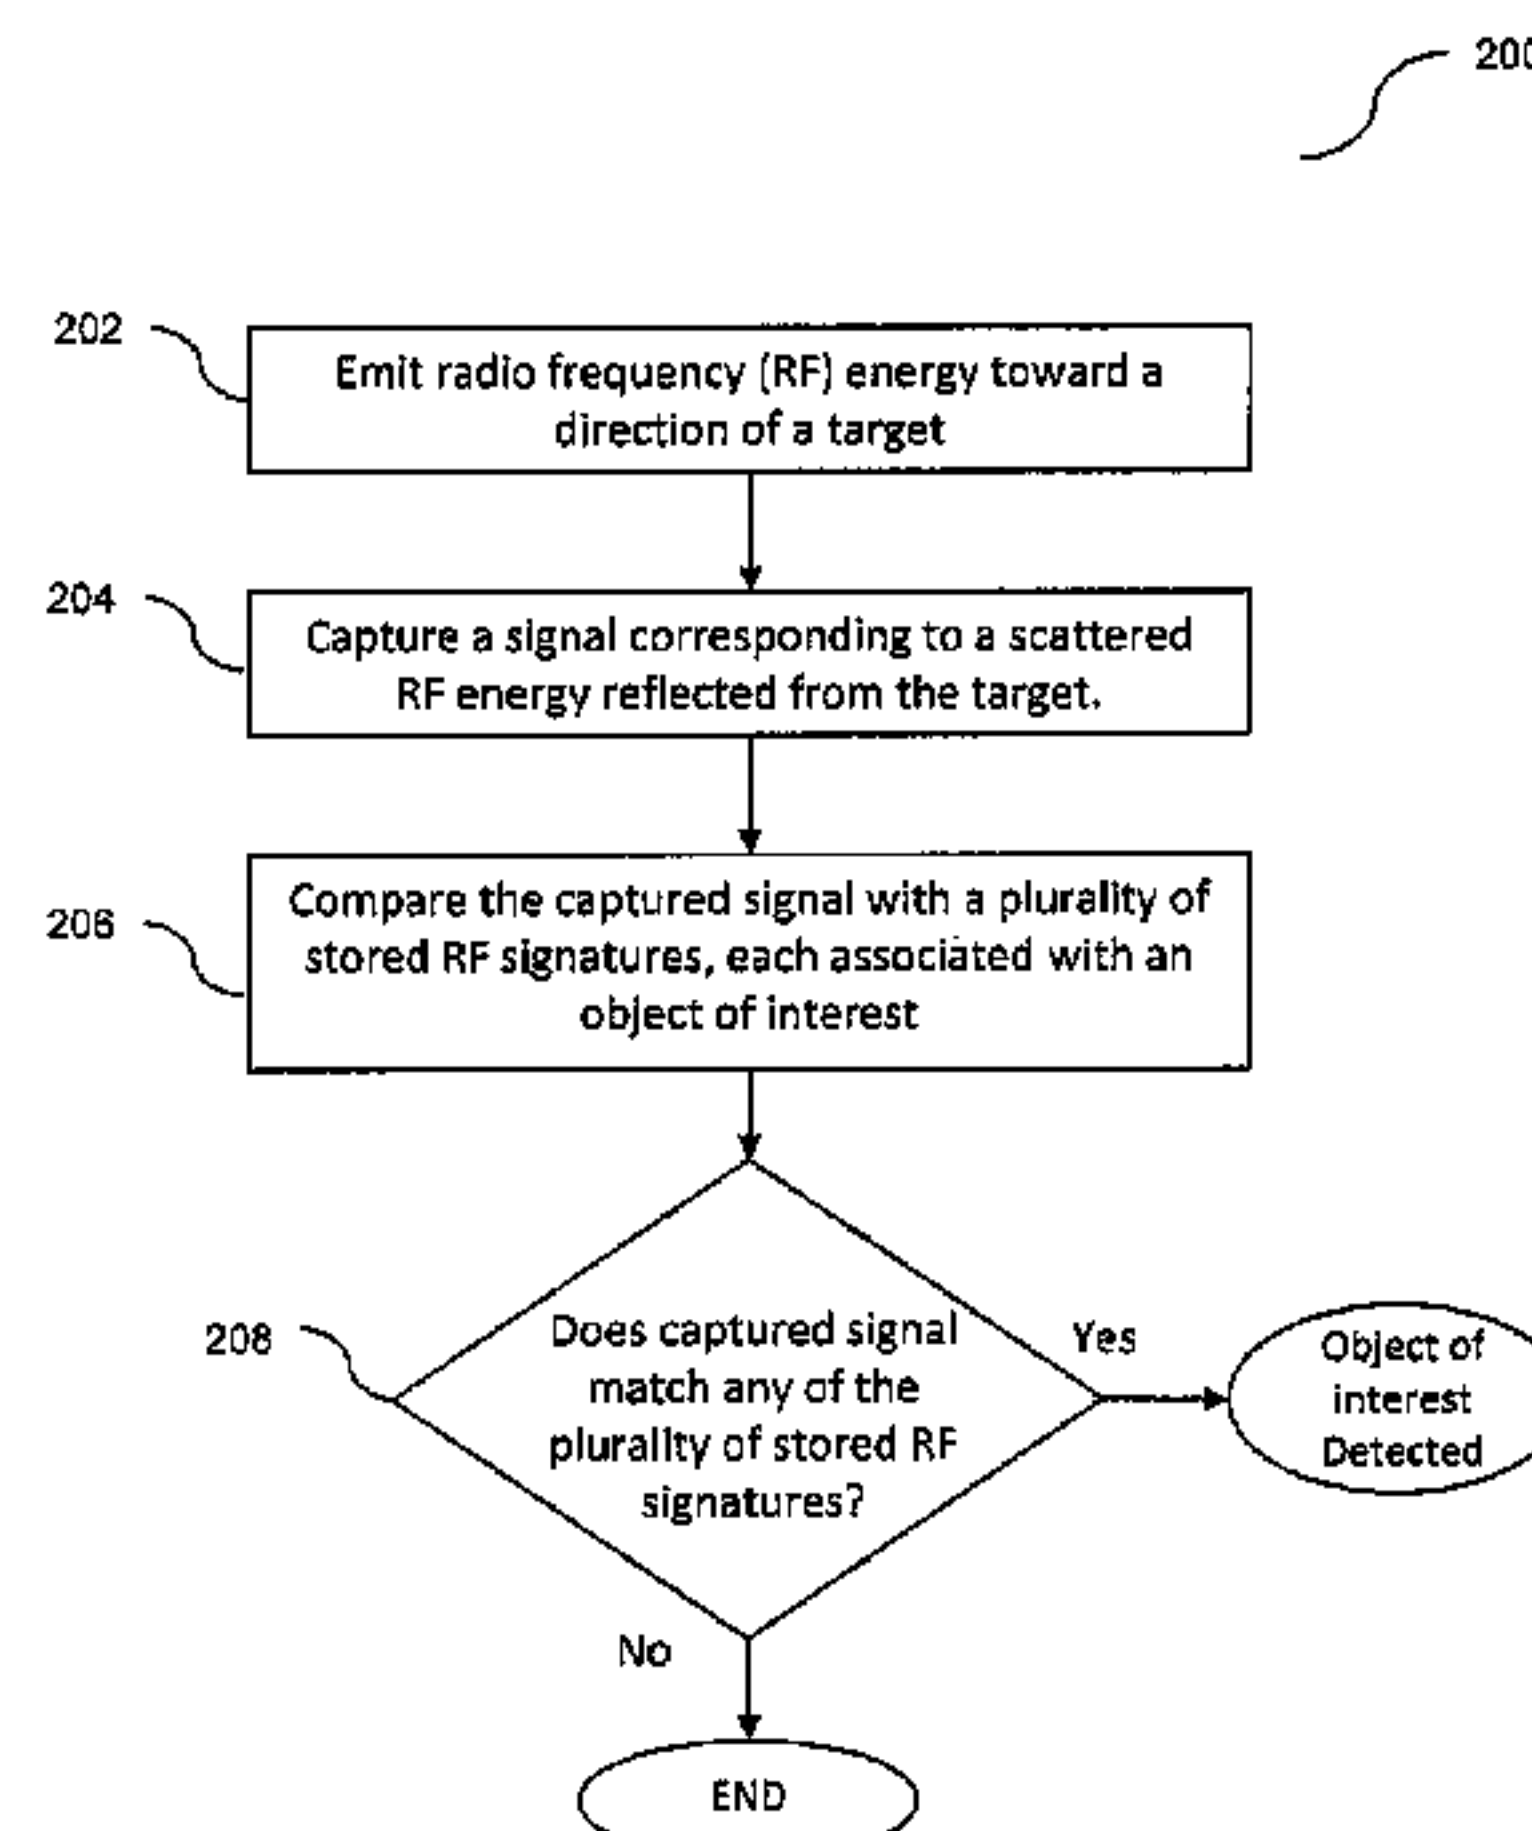 200
202
Emit radio frequency (RF) energy toward a
direction of a target
204
Capture a signal corresponding to a scattered
RF energy reflected from the target.
206
Compare the captured signal with a plurality of
stored RF signatures, each associated with an
object of interest
208
Does captured signal
match any of the
plurality of stored RF
signatures?
Yes
Object of
interest
Detected
No
END